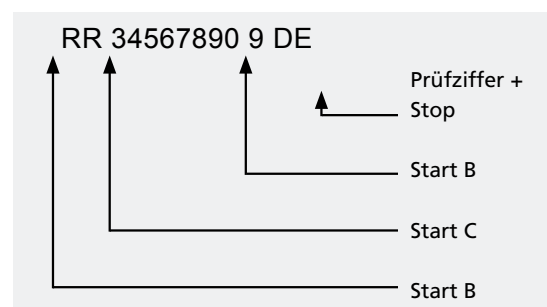 RR 34567890 9 DE
Prüfziffer +
Stop
Start B
Start C
Start B